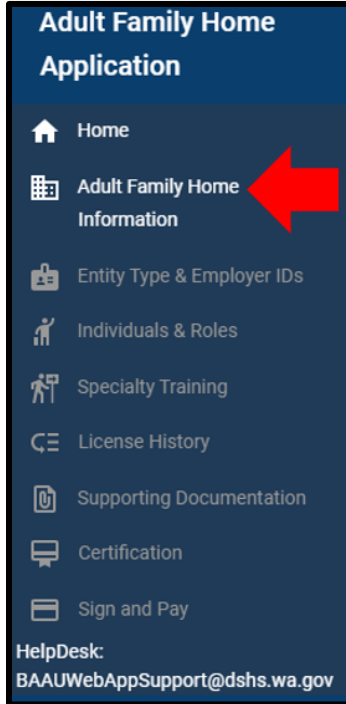 Adult Family Home
Application
Home
Adult Family Home
Information
Entity Type & Employer IDs
Individuals & Roles
Specialty Training
License History
Supporting Documentation
Certification
Sign and Pay
HelpDesk:
BAAUWebAppSupport@dshs.wa.gov